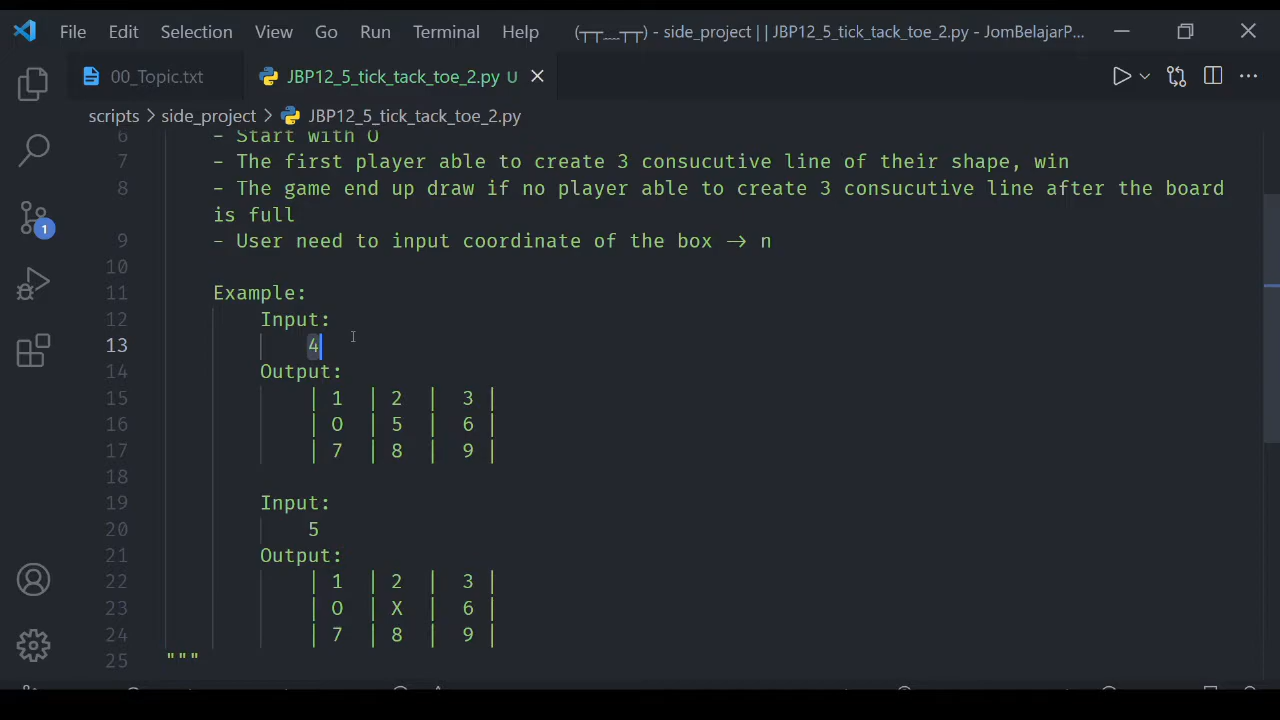 File Edit Selection View Go Run Terminal Help (┬┬﹏┬┬) - side_project || JBP12_5_tick_tack_toe_2.py - JomBelajarP...
00_Topic.txt JBP12_5_tick_tack_toe_2.py U
scripts > side_project > JBP12_5_tick_tack_toe_2.py
6 - Start with O
7 - The first player able to create 3 consucutive line of their shape, win
8 - The game end up draw if no player able to create 3 consucutive line after the board
is full
9 - User need to input coordinate of the box -> n
10
11 Example:
12 Input:
13 4
14 Output:
15 | 1 | 2 | 3 |
16 | O | 5 | 6 |
17 | 7 | 8 | 9 |
18
19 Input:
20 5
21 Output:
22 | 1 | 2 | 3 |
23 | O | X | 6 |
24 | 7 | 8 | 9 |
25 """
1